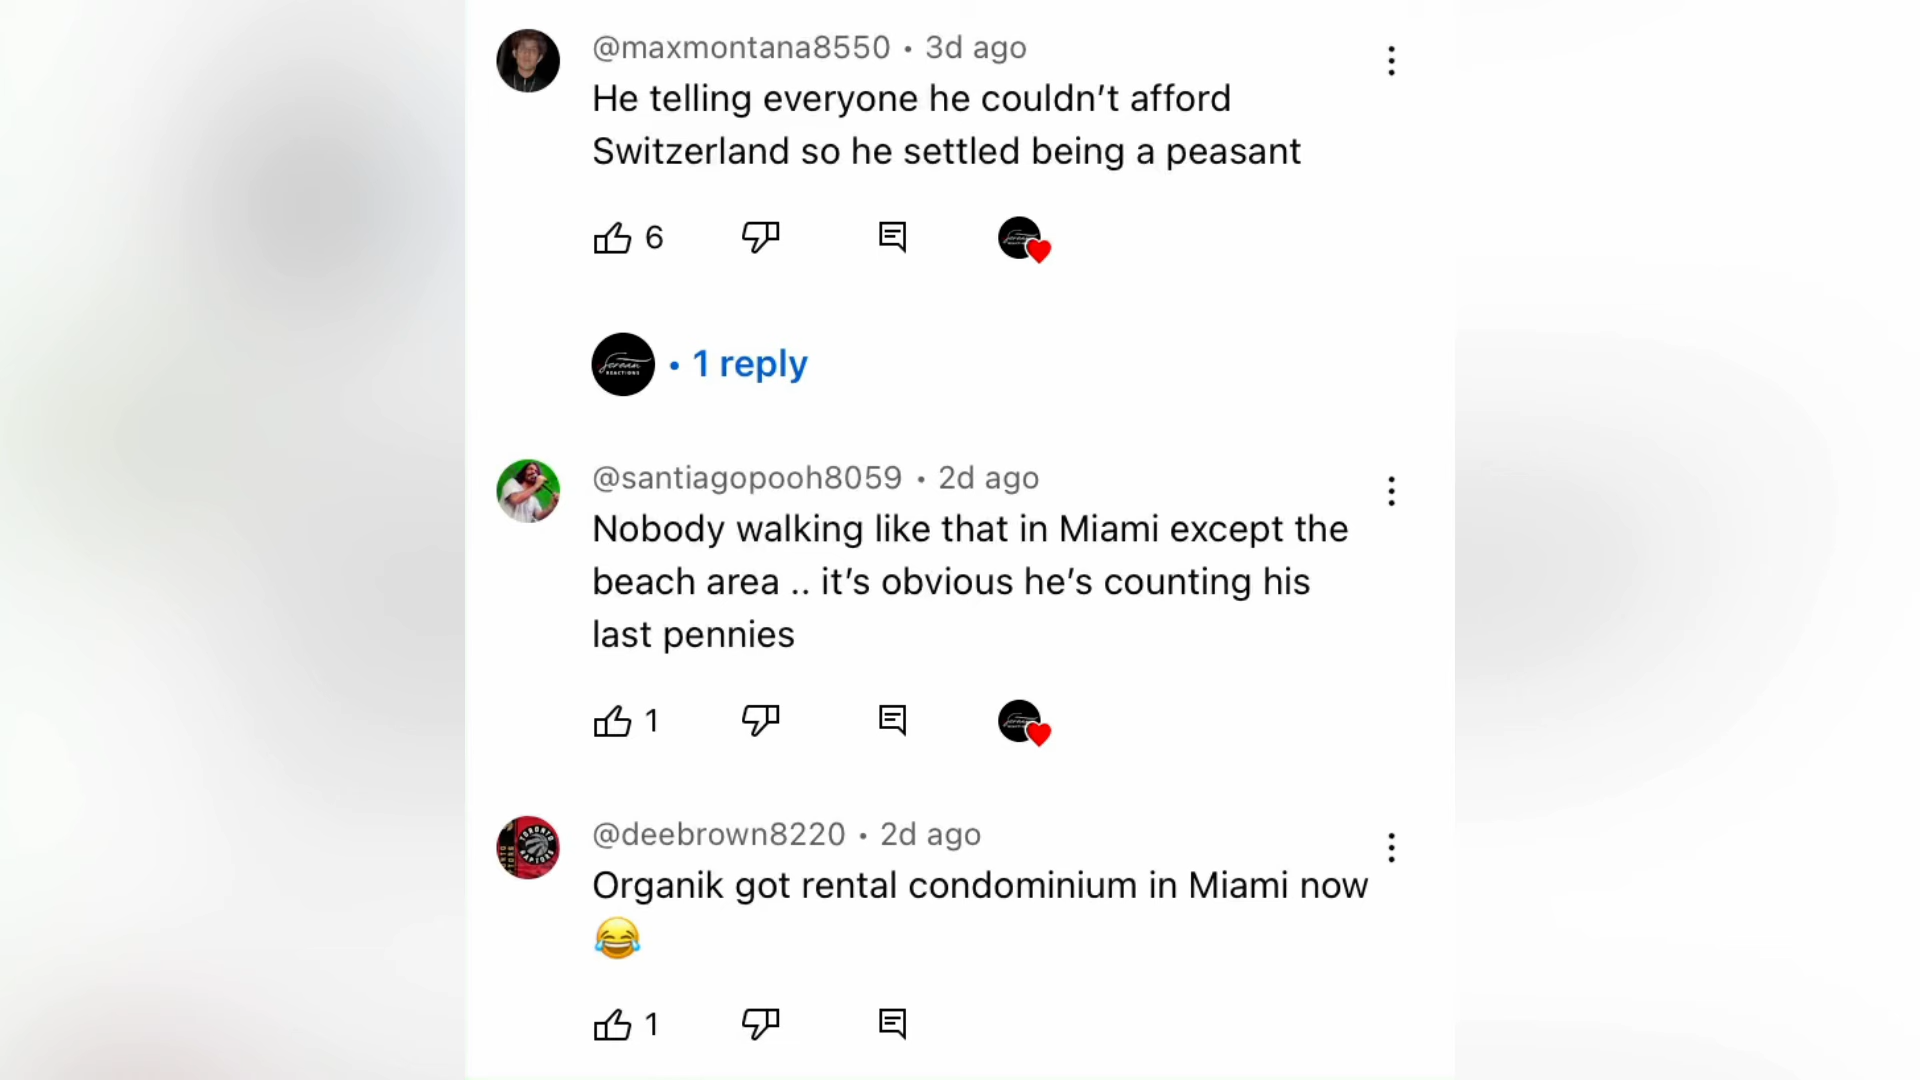 @maxmontana8550 • 3d ago
He telling everyone he couldn't afford
Switzerland so he settled being a peasant
6
• 1 reply
@santiagopooh8059 • 2d ago
Nobody walking like that in Miami except the
beach area .. it's obvious he's counting his
last pennies
1
@deebrown8220 • 2d ago
Organik got rental condominium in Miami now
😂
1